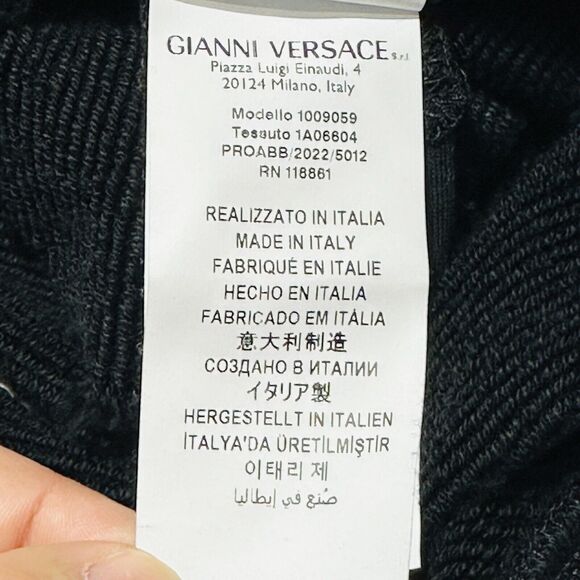 GIANNI VERSACE s.r.l.
Piazza Luigi Einaudi, 4
20124 Milano, Italy
Modello 1009059
Tessuto 1A06604
PROABB/2022/5012
RN 118861
REALIZZATO IN ITALIA
MADE IN ITALY
FABRIQUÉ EN ITALIE
HECHO EN ITALIA
FABRICADO EM ITÁLIA
意大利制造
СОЗДАНО В ИТАЛИИ
イタリア製
HERGESTELLT IN ITALIEN
İTALYA'DA ÜRETİLMİŞTİR
이태리 제
صُنع في إيطاليا